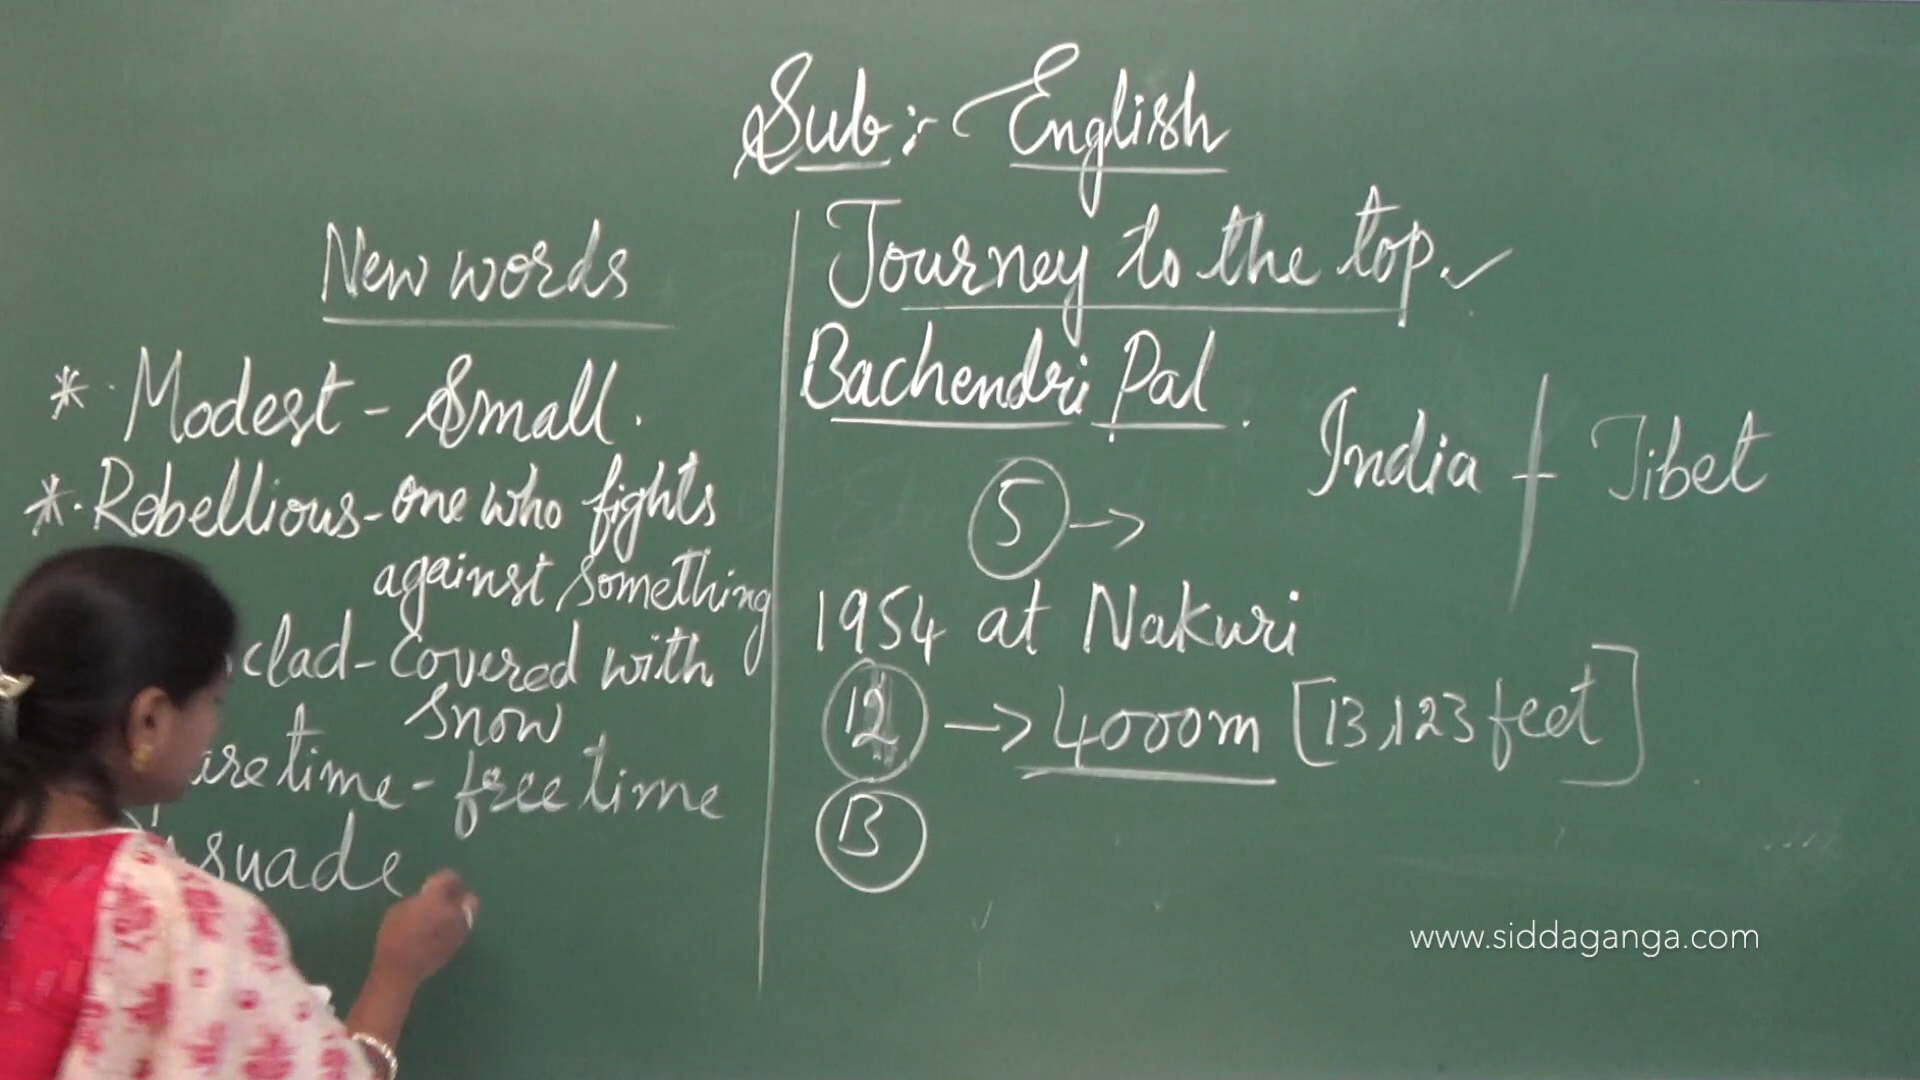 Sub:- English
New words
* Modest - Small.
* Rebellious - one who fights
against something
clad - covered with
snow
time - free time
Journey to the top.
Bachendri Pal.
India Tibet
5 →
1954 at Nakuri
12 → 4000m [13,123 feet]
13
www.siddaganga.com